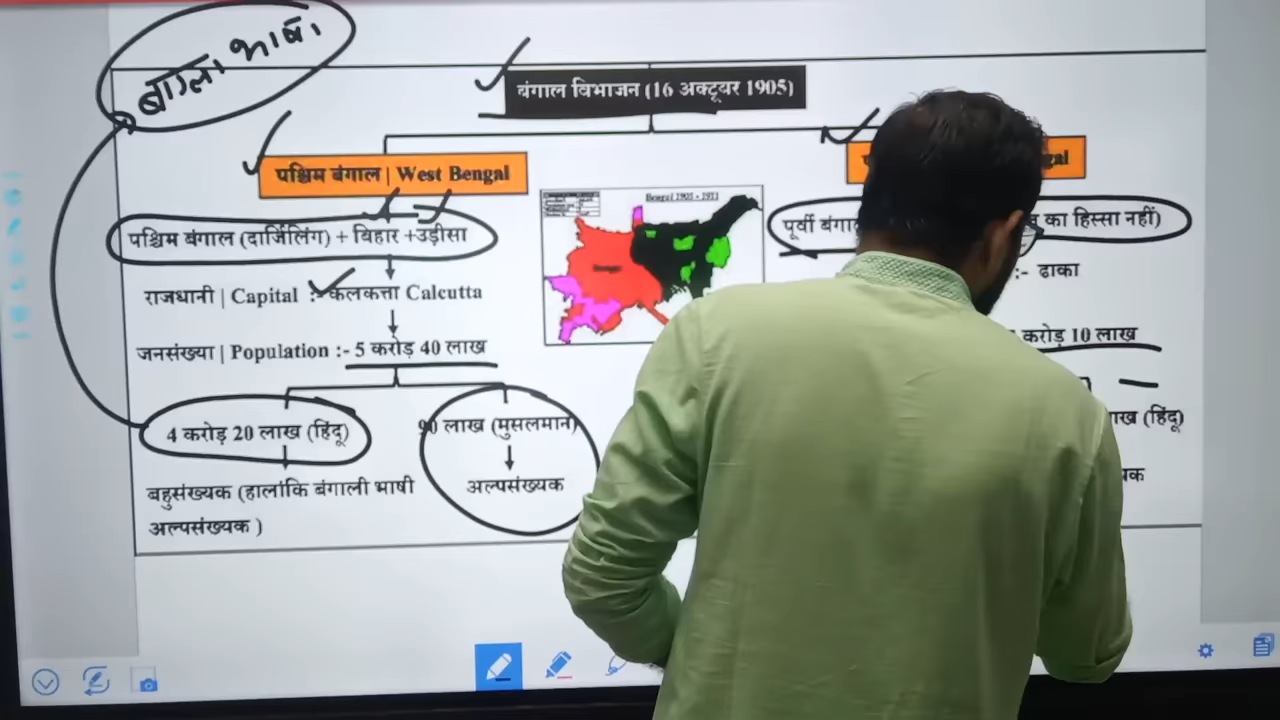 बांग्ला भाषा
बंगाल विभाजन (16 अक्टूबर 1905)
पश्चिम बंगाल | West Bengal
gal
Bengal 1905 - 1911
पश्चिम बंगाल (दार्जिलिंग) + बिहार +उड़ीसा
पूर्वी बंगा का हिस्सा नहीं)
राजधानी | Capital :- कलकत्ता Calcutta
:- ढाका
जनसंख्या | Population :- 5 करोड़ 40 लाख
करोड़ 10 लाख
4 करोड़ 20 लाख (हिंदू)
90 लाख (मुसलमान)
ाख (हिंदू)
बहुसंख्यक (हालांकि बंगाली भाषी
अल्पसंख्यक )
अल्पसंख्यक
यक